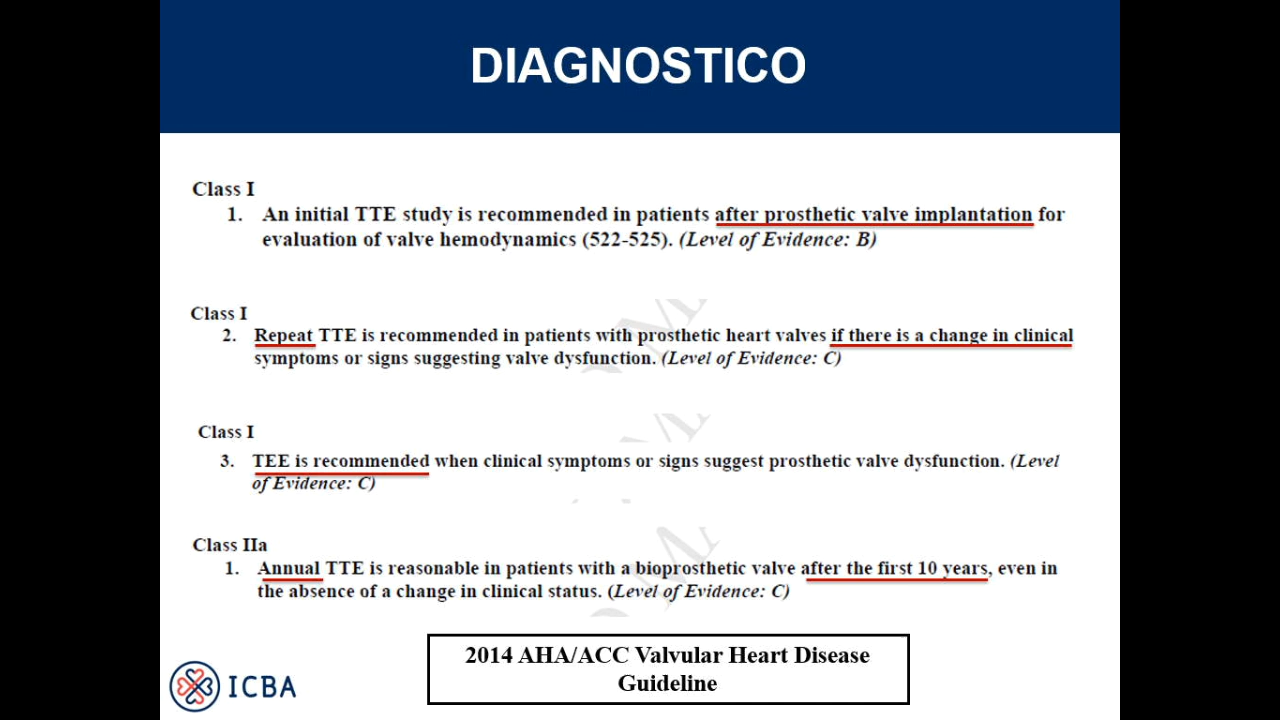 DIAGNOSTICO
Class I
1. An initial TTE study is recommended in patients after prosthetic valve implantation for
evaluation of valve hemodynamics (522-525). (Level of Evidence: B)
Class I
2. Repeat TTE is recommended in patients with prosthetic heart valves if there is a change in clinical
symptoms or signs suggesting valve dysfunction. (Level of Evidence: C)
Class I
3. TEE is recommended when clinical symptoms or signs suggest prosthetic valve dysfunction. (Level
of Evidence: C)
Class IIa
1. Annual TTE is reasonable in patients with a bioprosthetic valve after the first 10 years, even in
the absence of a change in clinical status. (Level of Evidence: C)
2014 AHA/ACC Valvular Heart Disease
Guideline
ICBA